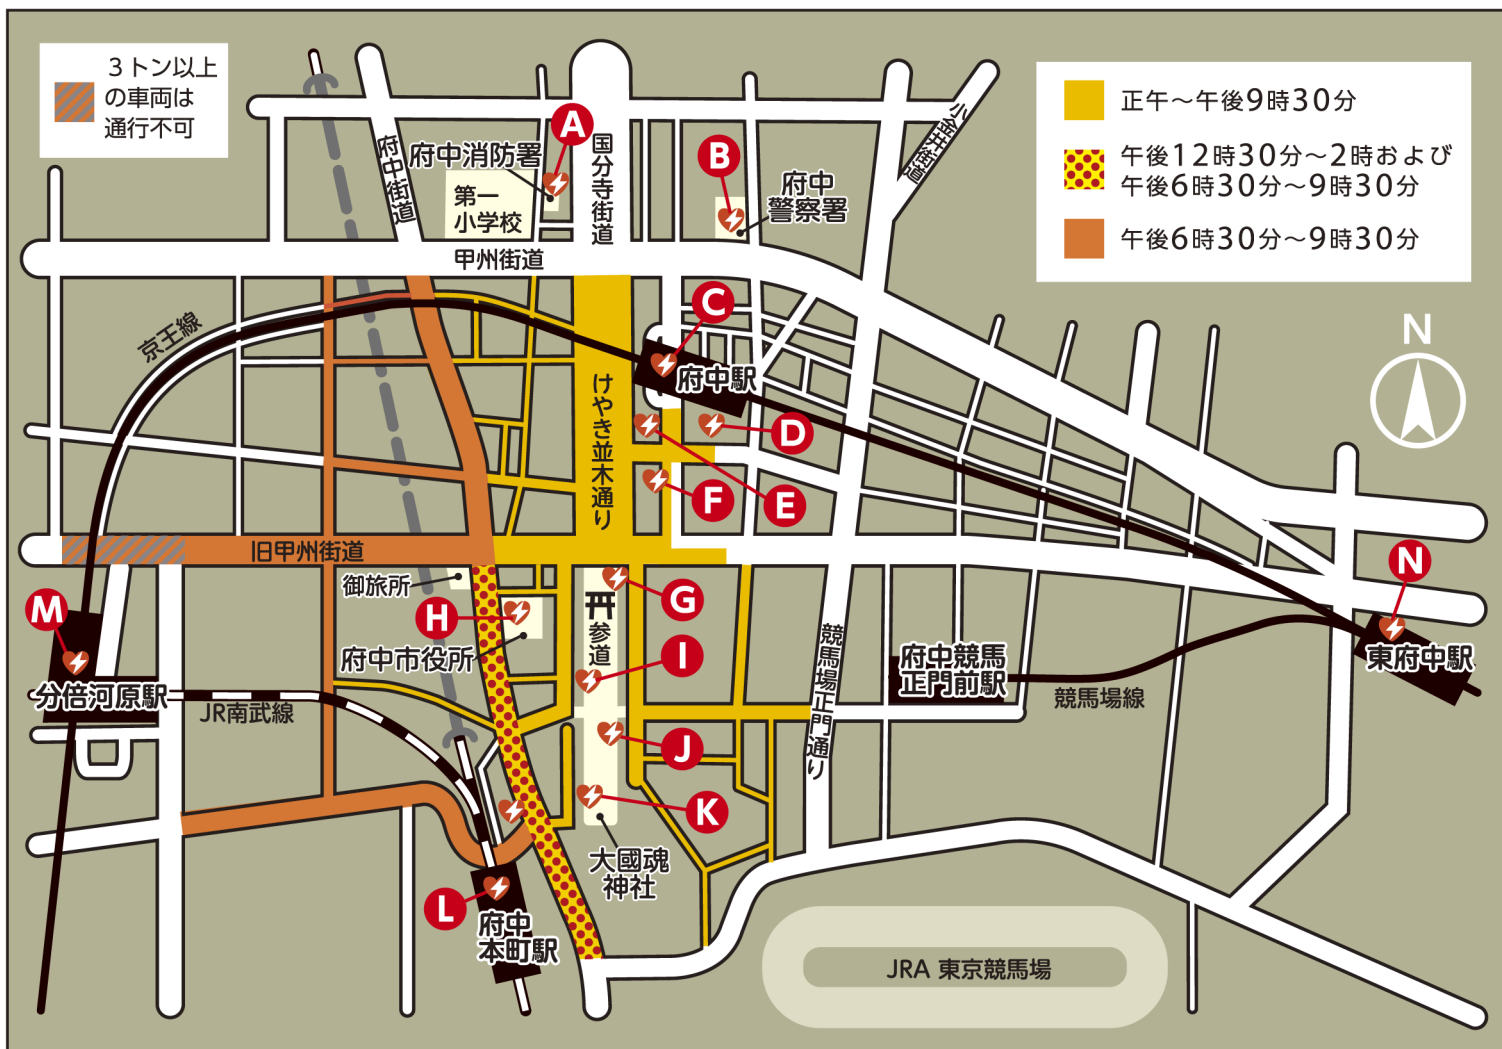 3トン以上
の車両は
通行不可
正午～午後9時30分
午後12時30分～2時および
午後6時30分～9時30分
午後6時30分～9時30分
N
A
府中消防署
第一
小学校
府中街道
国分寺街道
B
府中
警察署
小金井街道
甲州街道
京王線
C
府中駅
けやき並木通り
D
E
F
旧甲州街道
御旅所
G
H
府中市役所
参道
I
J
K
大國魂
神社
M
分倍河原駅
JR南武線
L
府中
本町駅
競馬場正門通り
府中競馬
正門前駅
競馬場線
N
東府中駅
JRA 東京競馬場